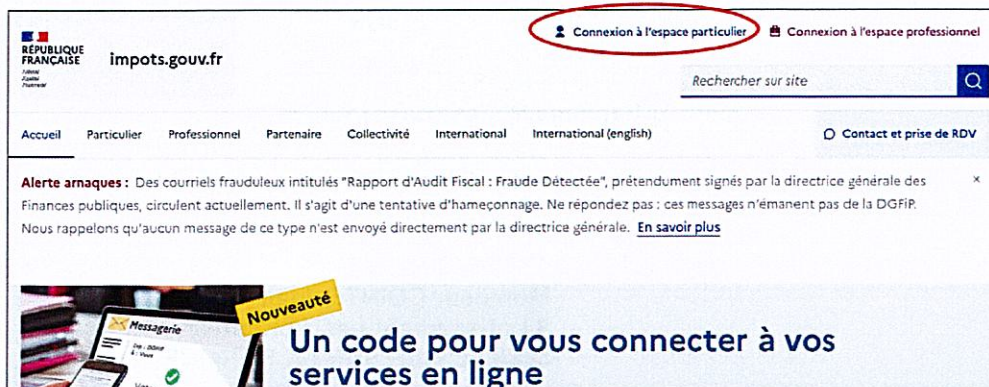 Connexion à l'espace particulier
Connexion à l'espace professionnel
RÉPUBLIQUE
FRANÇAISE
Liberté
Égalité
Fraternité
impots.gouv.fr
Rechercher sur site
Accueil Particulier Professionnel Partenaire Collectivité International International (english) Contact et prise de RDV
Alerte arnaques : Des courriels frauduleux intitulés "Rapport d'Audit Fiscal : Fraude Détectée", prétendument signés par la directrice générale des
Finances publiques, circulent actuellement. Il s'agit d'une tentative d'hameçonnage. Ne répondez pas : ces messages n'émanent pas de la DGFiP.
Nous rappelons qu'aucun message de ce type n'est envoyé directement par la directrice générale. En savoir plus
Nouveauté
Messagerie
Un code pour vous connecter à vos
services en ligne